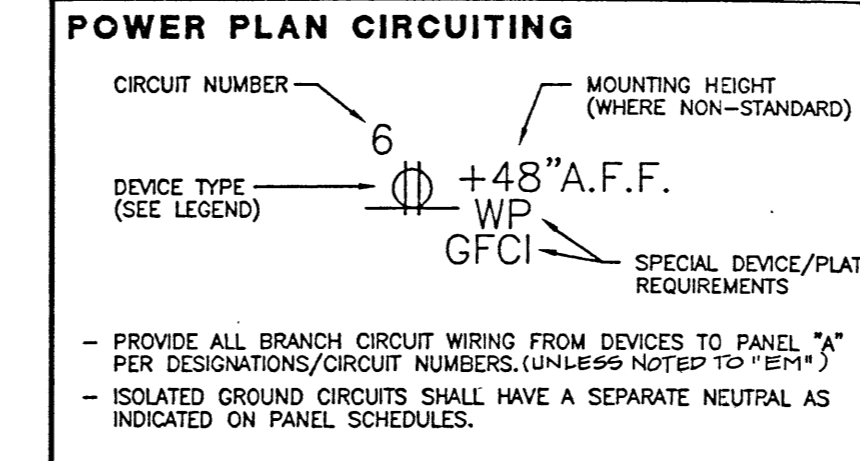 POWER PLAN CIRCUITING
CIRCUIT NUMBER
MOUNTING HEIGHT
(WHERE NON-STANDARD)
6
DEVICE TYPE
(SEE LEGEND)
+48"A.F.F.
WP
GFCI
SPECIAL DEVICE/PLAT
REQUIREMENTS
- PROVIDE ALL BRANCH CIRCUIT WIRING FROM DEVICES TO PANEL "A"
PER DESIGNATIONS/CIRCUIT NUMBERS.(UNLESS NOTED TO "EM")
- ISOLATED GROUND CIRCUITS SHALL HAVE A SEPARATE NEUTRAL AS
INDICATED ON PANEL SCHEDULES.